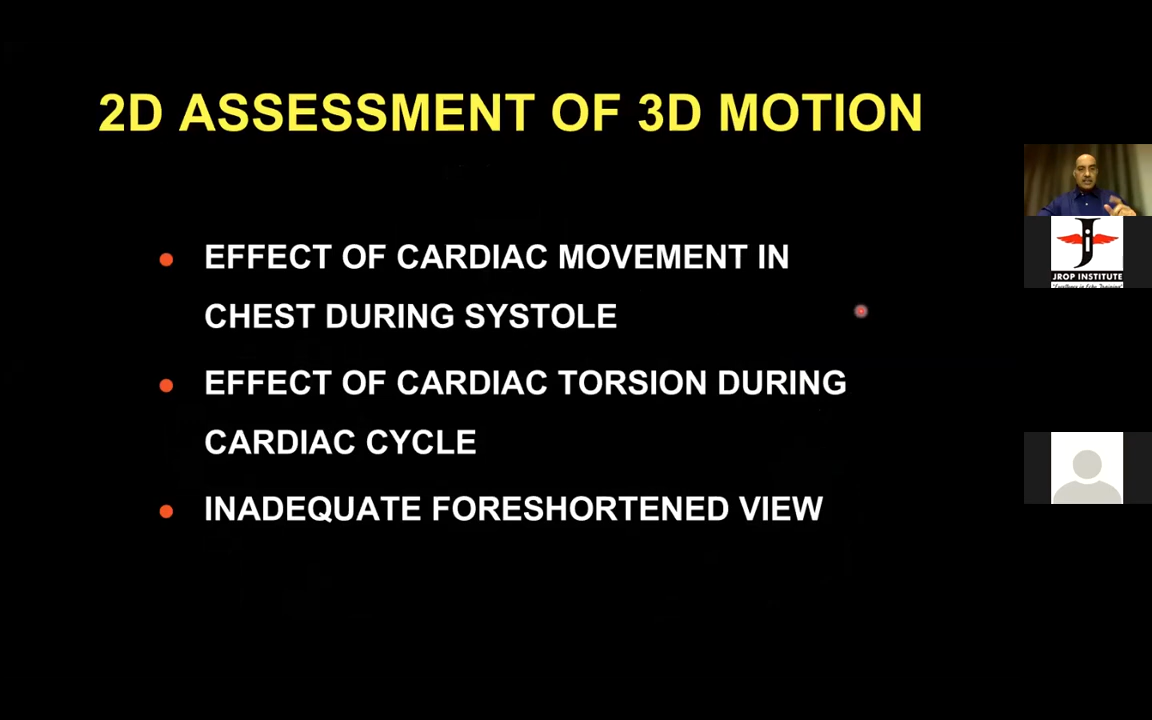 2D ASSESSMENT OF 3D MOTION
EFFECT OF CARDIAC MOVEMENT IN
CHEST DURING SYSTOLE
EFFECT OF CARDIAC TORSION DURING
CARDIAC CYCLE
INADEQUATE FORESHORTENED VIEW
JROP INSTITUTE